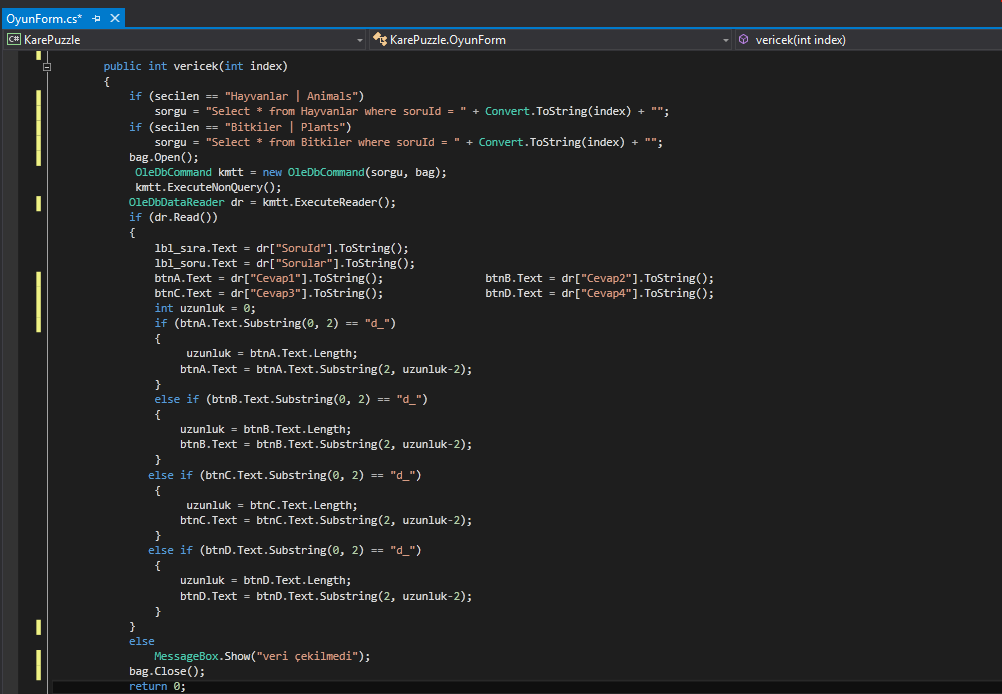 OyunForm.cs*
C# KarePuzzle KarePuzzle.OyunForm vericek(int index)
public int vericek(int index)
{
if (secilen == "Hayvanlar | Animals")
sorgu = "Select * from Hayvanlar where soruId = " + Convert.ToString(index) + "";
if (secilen == "Bitkiler | Plants")
sorgu = "Select * from Bitkiler where soruId = " + Convert.ToString(index) + "";
bag.Open();
OleDbCommand kmtt = new OleDbCommand(sorgu, bag);
kmtt.ExecuteNonQuery();
OleDbDataReader dr = kmtt.ExecuteReader();
if (dr.Read())
{
lbl_sıra.Text = dr["SoruId"].ToString();
lbl_soru.Text = dr["Sorular"].ToString();
btnA.Text = dr["Cevap1"].ToString(); btnB.Text = dr["Cevap2"].ToString();
btnC.Text = dr["Cevap3"].ToString(); btnD.Text = dr["Cevap4"].ToString();
int uzunluk = 0;
if (btnA.Text.Substring(0, 2) == "d_")
{
uzunluk = btnA.Text.Length;
btnA.Text = btnA.Text.Substring(2, uzunluk-2);
}
else if (btnB.Text.Substring(0, 2) == "d_")
{
uzunluk = btnB.Text.Length;
btnB.Text = btnB.Text.Substring(2, uzunluk-2);
}
else if (btnC.Text.Substring(0, 2) == "d_")
{
uzunluk = btnC.Text.Length;
btnC.Text = btnC.Text.Substring(2, uzunluk-2);
}
else if (btnD.Text.Substring(0, 2) == "d_")
{
uzunluk = btnD.Text.Length;
btnD.Text = btnD.Text.Substring(2, uzunluk-2);
}
}
else
MessageBox.Show("veri çekilmedi");
bag.Close();
return 0;